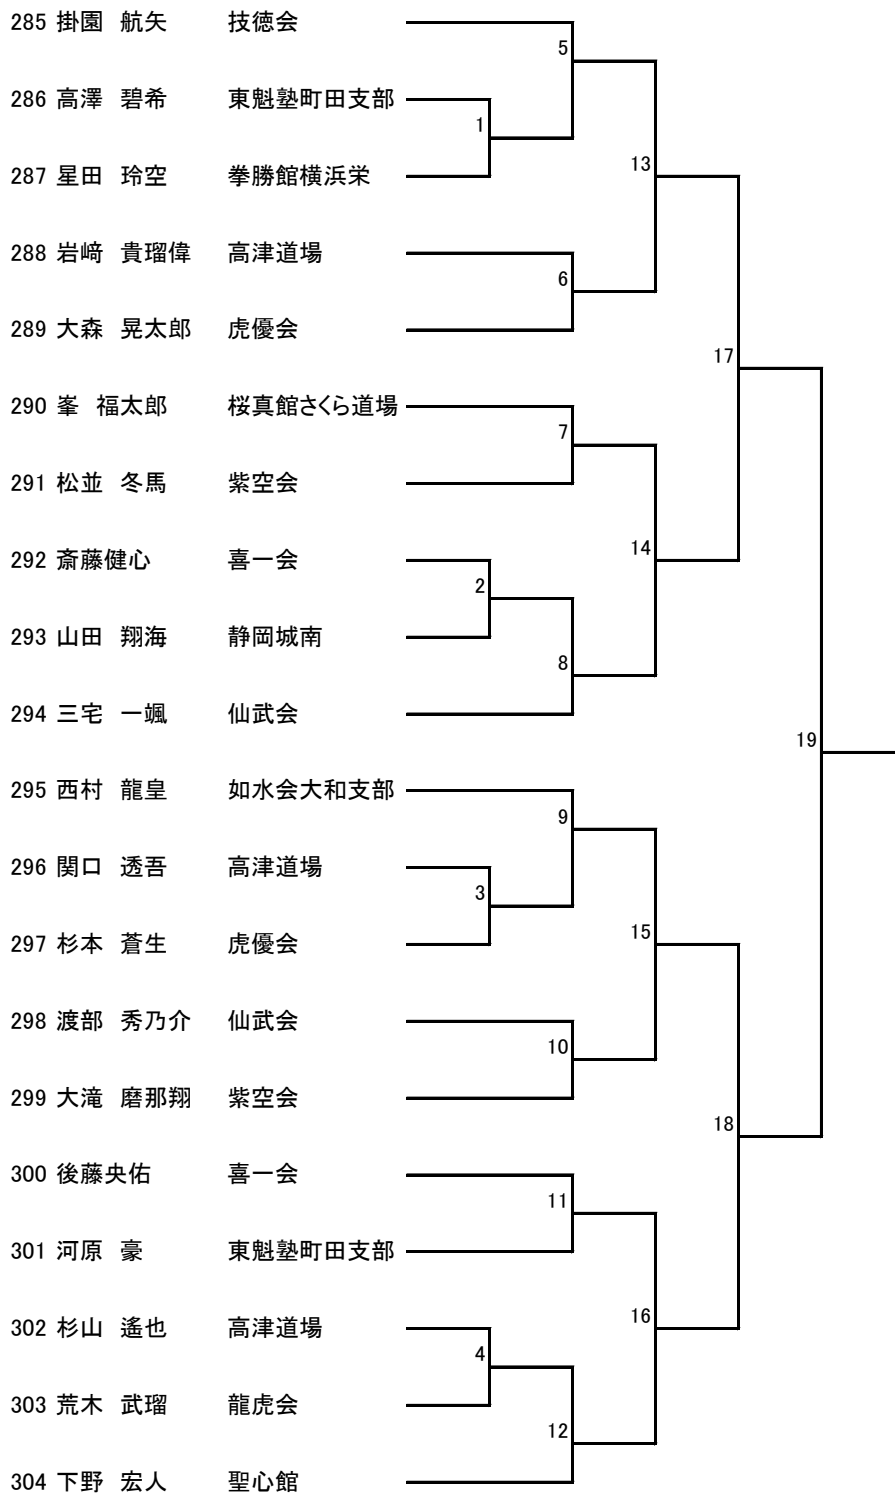 285 掛園 航矢 技徳会
5
286 高澤 碧希 東魁塾町田支部
1
13
287 星田 玲空 拳勝館横浜栄
288 岩﨑 貴瑠偉 高津道場
6
289 大森 晃太郎 虎優会
17
290 峯 福太郎 桜真館さくら道場
7
291 松並 冬馬 紫空会
14
292 斎藤健心 喜一会
2
293 山田 翔海 静岡城南
8
294 三宅 一颯 仙武会
19
295 西村 龍皇 如水会大和支部
9
296 関口 透吾 高津道場
3
15
297 杉本 蒼生 虎優会
298 渡部 秀乃介 仙武会
10
299 大滝 磨那翔 紫空会
18
300 後藤央佑 喜一会
11
301 河原 豪 東魁塾町田支部
16
302 杉山 遙也 高津道場
4
303 荒木 武瑠 龍虎会
12
304 下野 宏人 聖心館